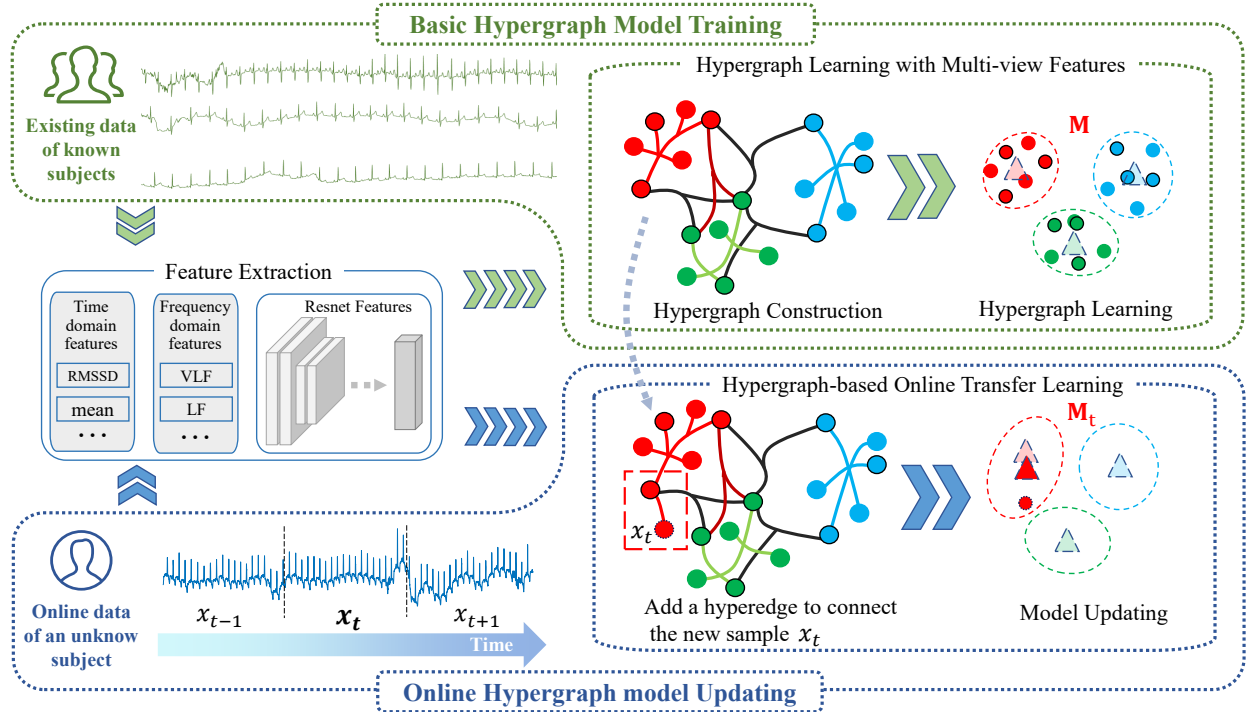 Basic Hypergraph Model Training
Existing data
of known
subjects
Hypergraph Learning with Multi-view Features
M
Hypergraph Construction
Hypergraph Learning
Feature Extraction
Time
domain
features
RMSSD
mean
• • •
Frequency
domain
features
VLF
LF
• • •
Resnet Features
Hypergraph-based Online Transfer Learning
M_t
x_t
Add a hyperedge to connect
the new sample x_t
Model Updating
Online data
of an unknow
subject
x_{t−1}
x_t
x_{t+1}
Time
Online Hypergraph model Updating